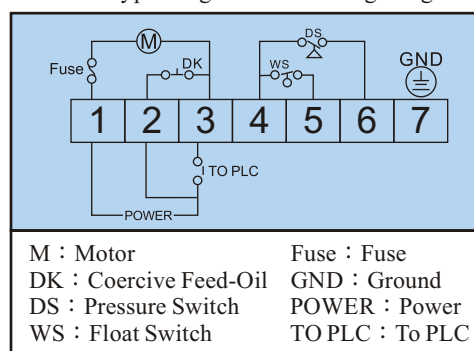 M
DS
DK
GND
Fuse
WS
1 2 3 4 5 6 7
TO PLC
POWER
M：Motor Fuse：Fuse
DK：Coercive Feed-Oil GND：Ground
DS：Pressure Switch POWER：Power
WS：Float Switch TO PLC：To PLC